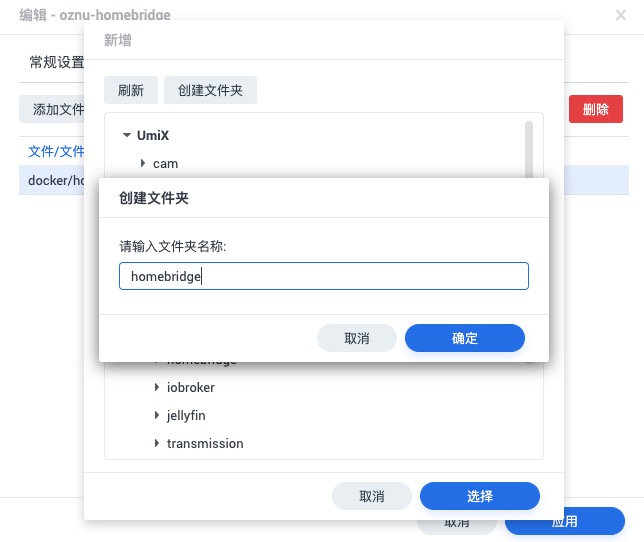 编辑 - oznu-homebridge
新增
常规设置
刷新
创建文件夹
添加文件
删除
UmiX
文件/文件
cam
docker/ho
创建文件夹
请输入文件夹名称:
homebridge
取消
确定
homebridge
iobroker
jellyfin
transmission
取消
选择
取消
应用